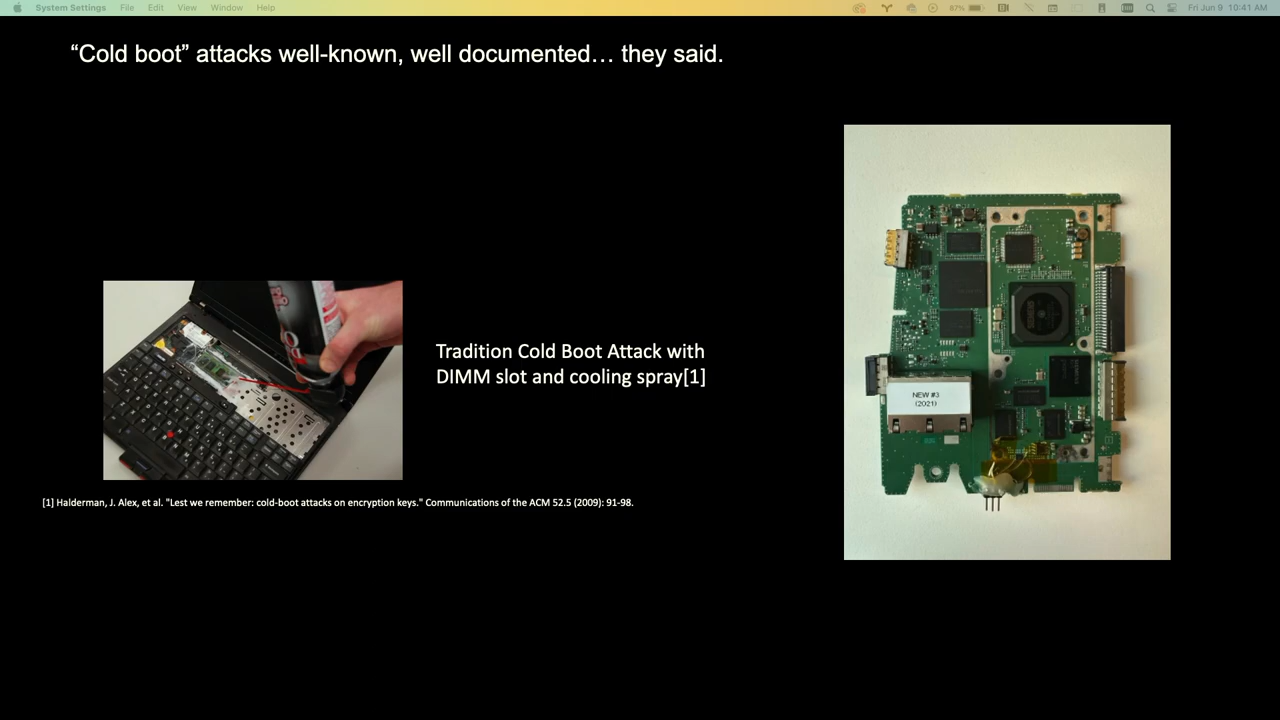 System Settings File Edit View Window Help
87% Fri Jun 9 10:41 AM
“Cold boot” attacks well-known, well documented… they said.
Tradition Cold Boot Attack with
DIMM slot and cooling spray[1]
NEW #3
(2021)
[1] Halderman, J. Alex, et al. "Lest we remember: cold-boot attacks on encryption keys." Communications of the ACM 52.5 (2009): 91-98.